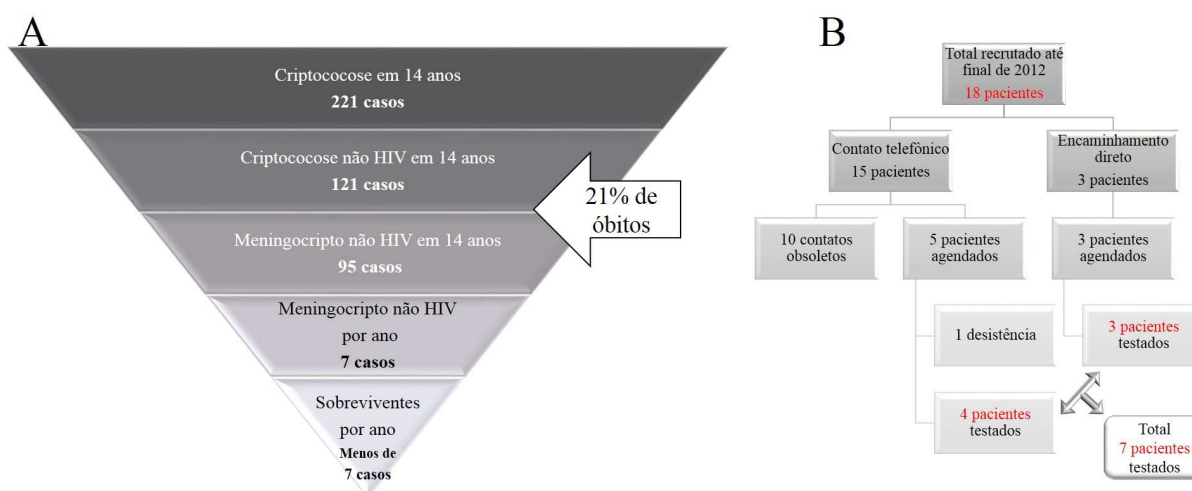 A
Criptococose em 14 anos
221 casos
Criptococose não HIV em 14 anos
121 casos
21% de
óbitos
Meningocripto não HIV em 14 anos
95 casos
Meningocripto não HIV
por ano
7 casos
Sobreviventes
por ano
Menos de
7 casos
B
Total recrutado até
final de 2012
18 pacientes
Contato telefônico
15 pacientes
Encaminhamento
direto
3 pacientes
10 contatos
obsoletos
5 pacientes
agendados
3 pacientes
agendados
1 desistência
3 pacientes
testados
4 pacientes
testados
Total
7 pacientes
testados